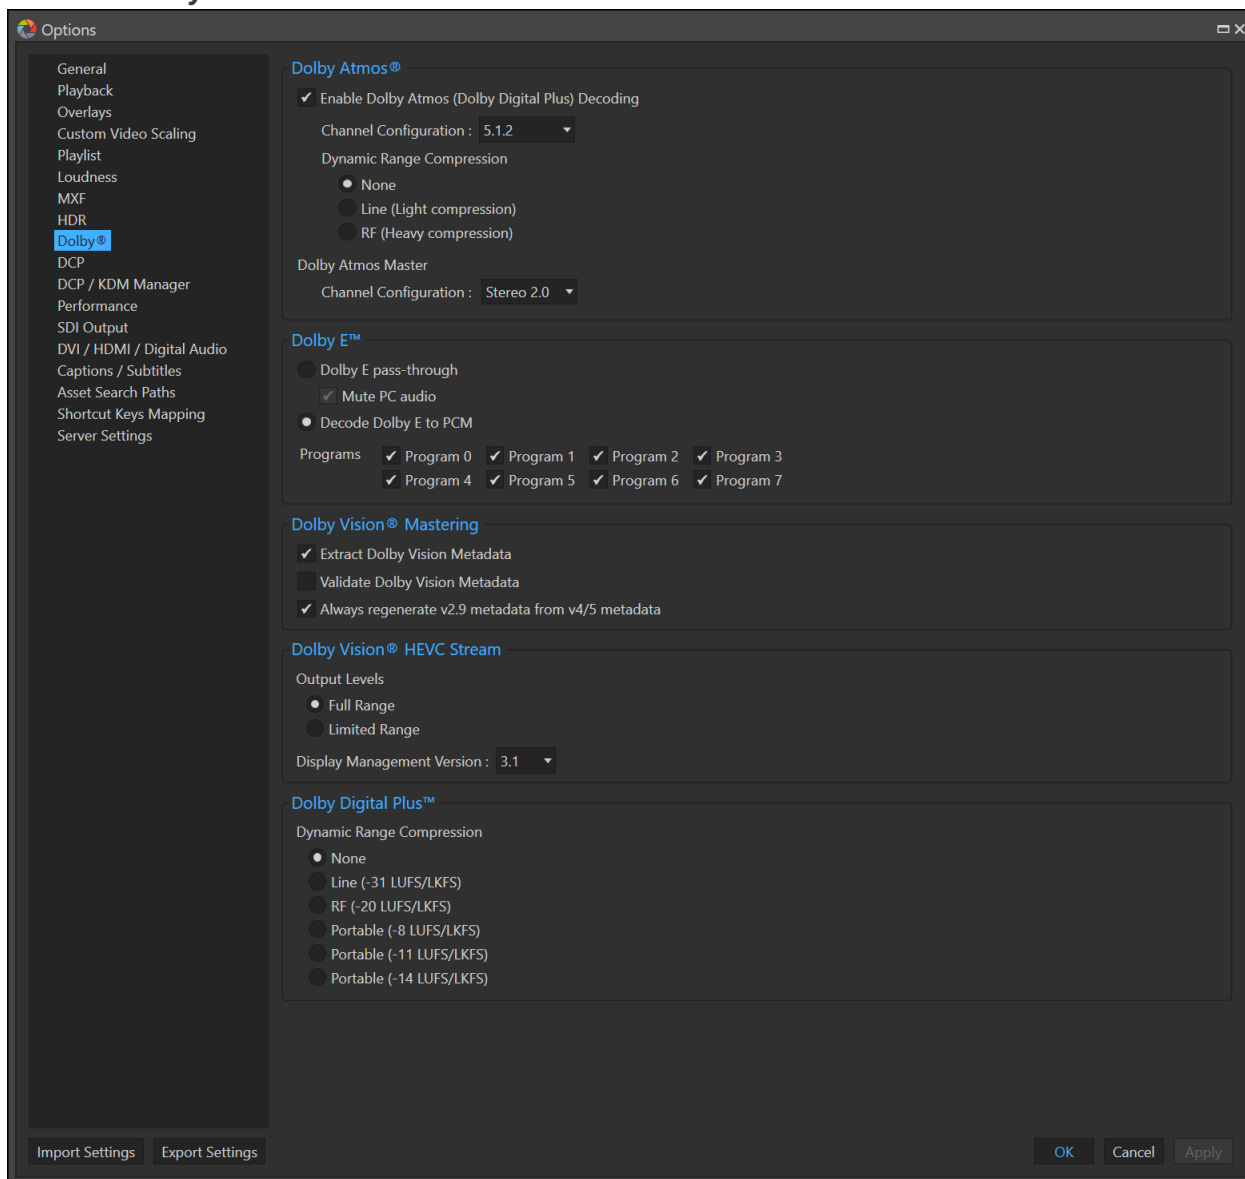 Options
General
Playback
Overlays
Custom Video Scaling
Playlist
Loudness
MXF
HDR
Dolby®
DCP
DCP / KDM Manager
Performance
SDI Output
DVI / HDMI / Digital Audio
Captions / Subtitles
Asset Search Paths
Shortcut Keys Mapping
Server Settings
Dolby Atmos®
Enable Dolby Atmos (Dolby Digital Plus) Decoding
Channel Configuration : 5.1.2
Dynamic Range Compression
None
Line (Light compression)
RF (Heavy compression)
Dolby Atmos Master
Channel Configuration : Stereo 2.0
Dolby E™
Dolby E pass-through
Mute PC audio
Decode Dolby E to PCM
Programs Program 0 Program 1 Program 2 Program 3
Program 4 Program 5 Program 6 Program 7
Dolby Vision® Mastering
Extract Dolby Vision Metadata
Validate Dolby Vision Metadata
Always regenerate v2.9 metadata from v4/5 metadata
Dolby Vision® HEVC Stream
Output Levels
Full Range
Limited Range
Display Management Version : 3.1
Dolby Digital Plus™
Dynamic Range Compression
None
Line (-31 LUFS/LKFS)
RF (-20 LUFS/LKFS)
Portable (-8 LUFS/LKFS)
Portable (-11 LUFS/LKFS)
Portable (-14 LUFS/LKFS)
Import Settings Export Settings OK Cancel Apply